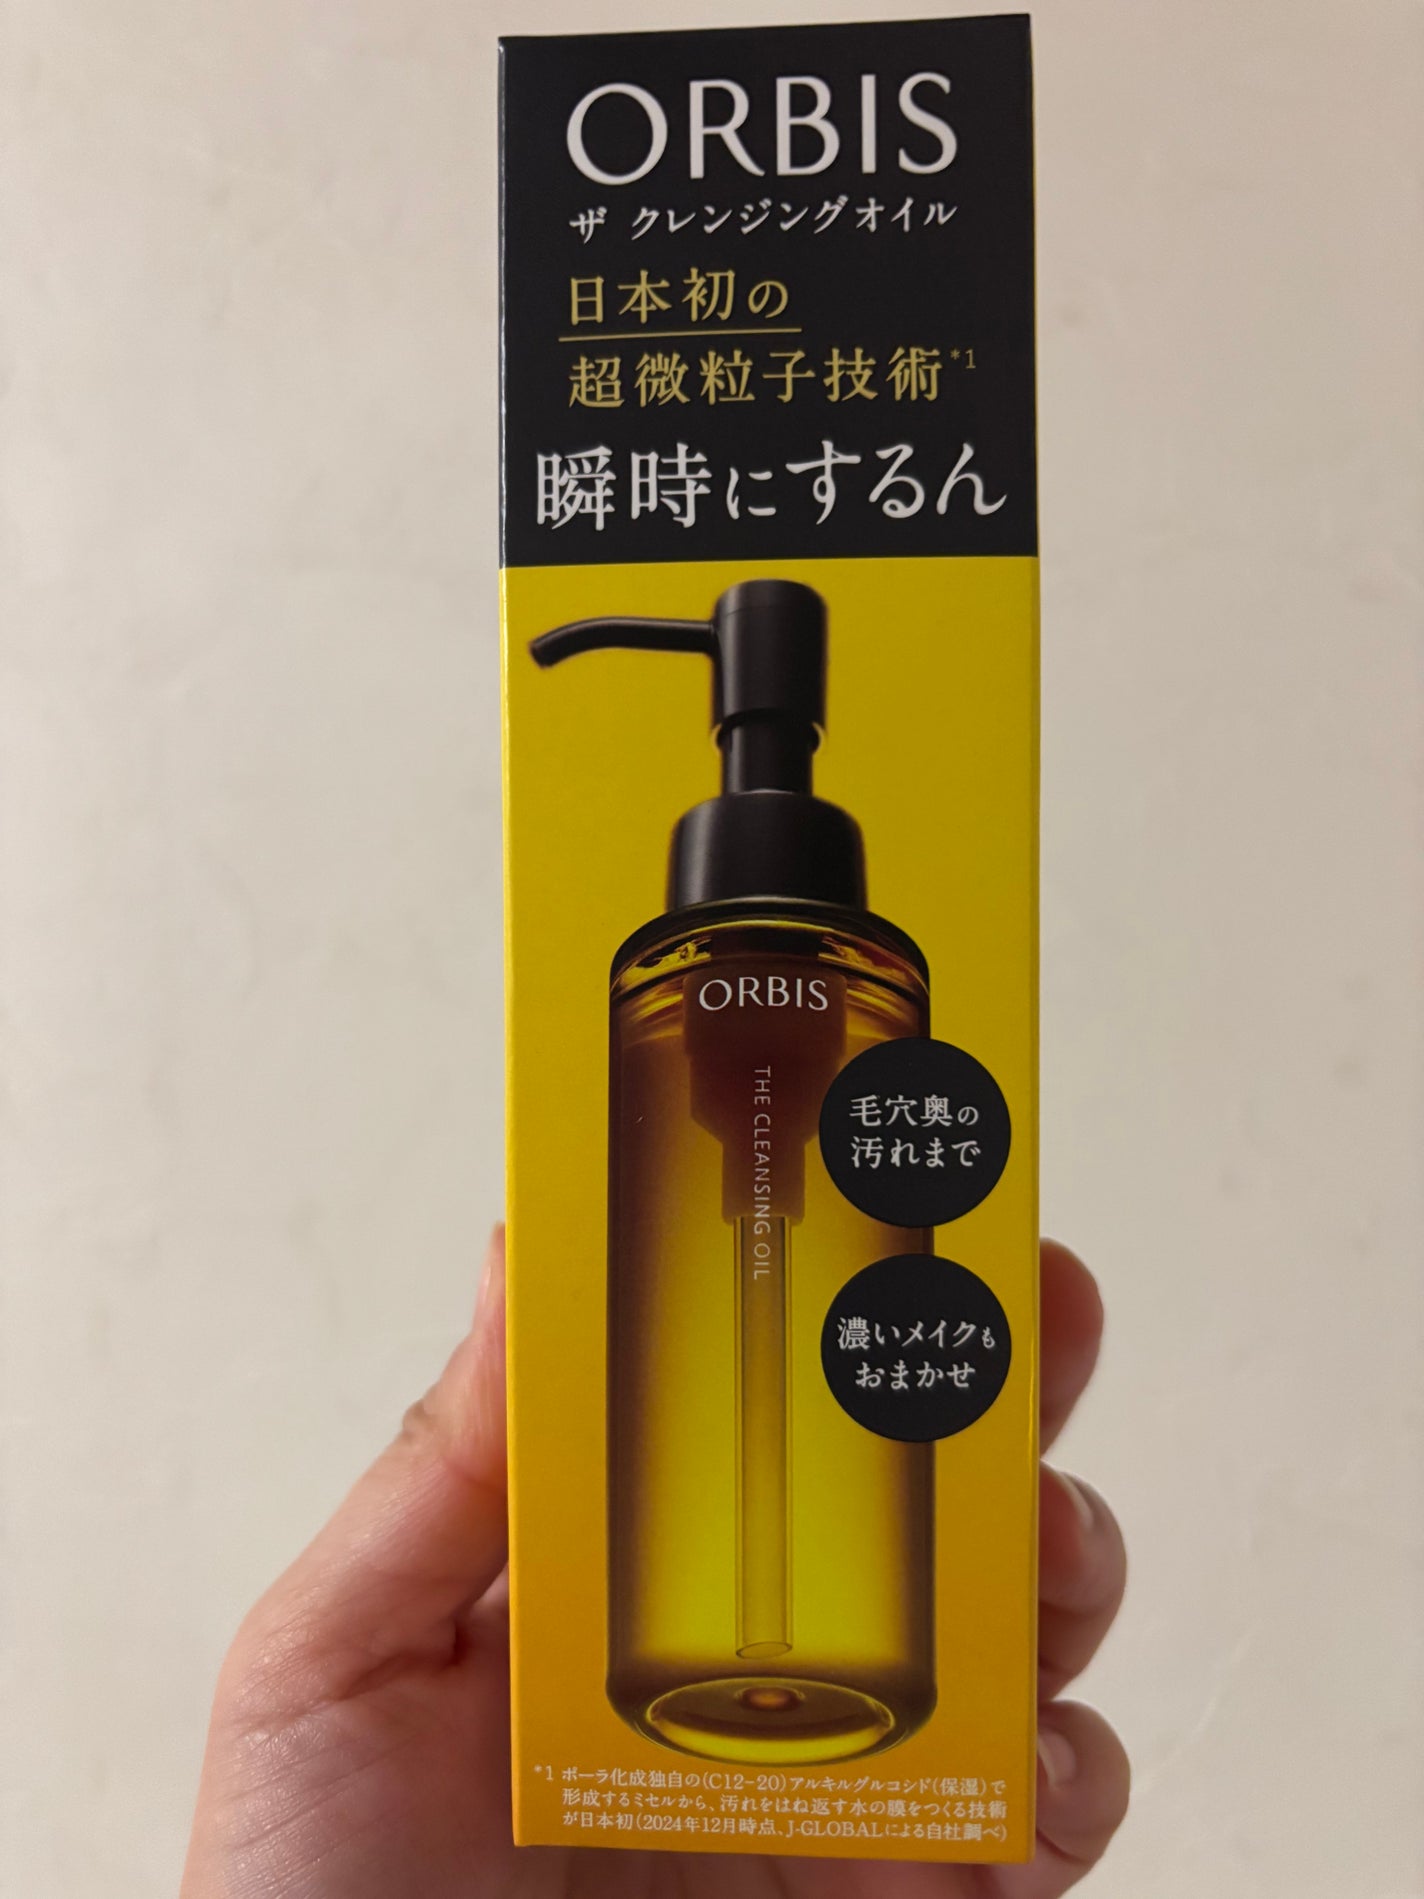 ORBIS
ザ クレンジングオイル
日本初の
超微粒子技術*1
瞬時にするん
ORBIS
THE CLEANSING OIL
毛穴奥の
汚れまで
濃いメイクも
おまかせ
*1 ポーラ化成独自の(C12-20)アルキルグルコシド(保湿)で
形成するミセルから、汚れをはね返す水の膜をつくる技術
が日本初(2024年12月時点、J-GLOBALによる自社調べ)